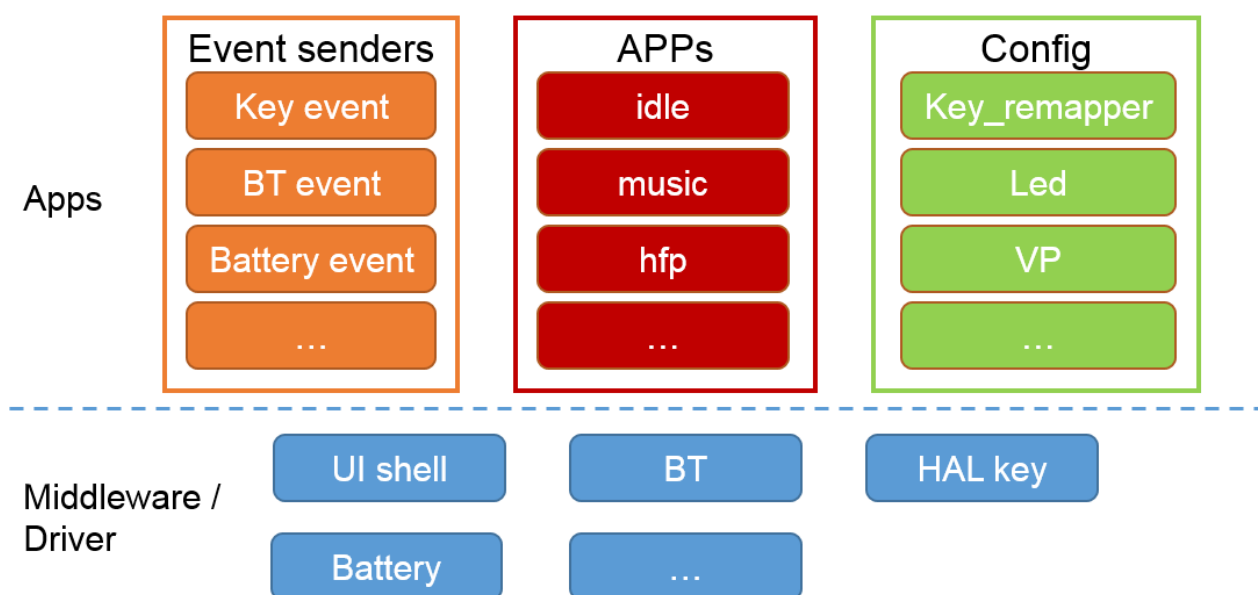 Event senders
Key event
BT event
Battery event
...
APPs
idle
music
hfp
...
Config
Key_remapper
Led
VP
...
Apps
UI shell
BT
HAL key
Middleware /
Driver
Battery
...